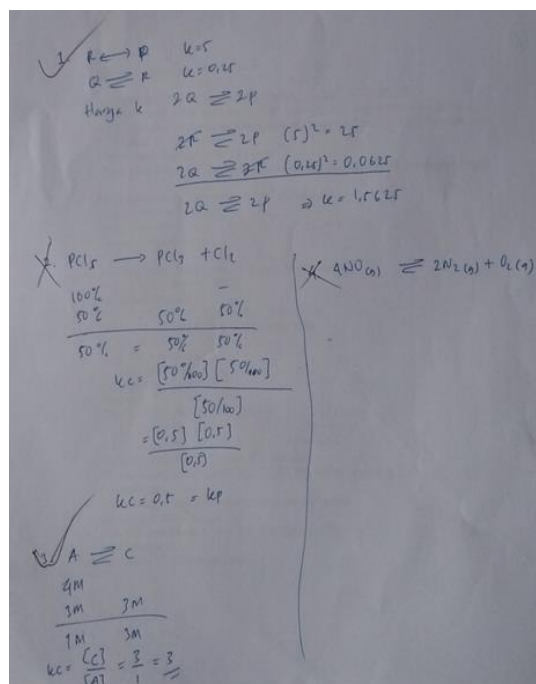 1. R ⟷ P K=5
Q ⇌ R K=0,25
Harga k 2Q ⇌ 2P
2R ⇌ 2P (5)² = 25
2Q ⇌ 2R (0,25)² = 0,0625
2Q ⇌ 2P ⇒ K = 1,5625
2. PCl5 ⟶ PCl3 + Cl2
100% -
50% 50% 50%
50% = 50% 50%
Kc = [50%/100] [50%/100]
[50/100]
= [0,5] [0,5]
[0,5]
Kc = 0,5 = Kp
3. A ⇌ C
4M
3M 3M
1M 3M
Kc = [C] = 3 = 3
[A] 1
4. 4NO(g) ⇌ 2N2(g) + O2(g)